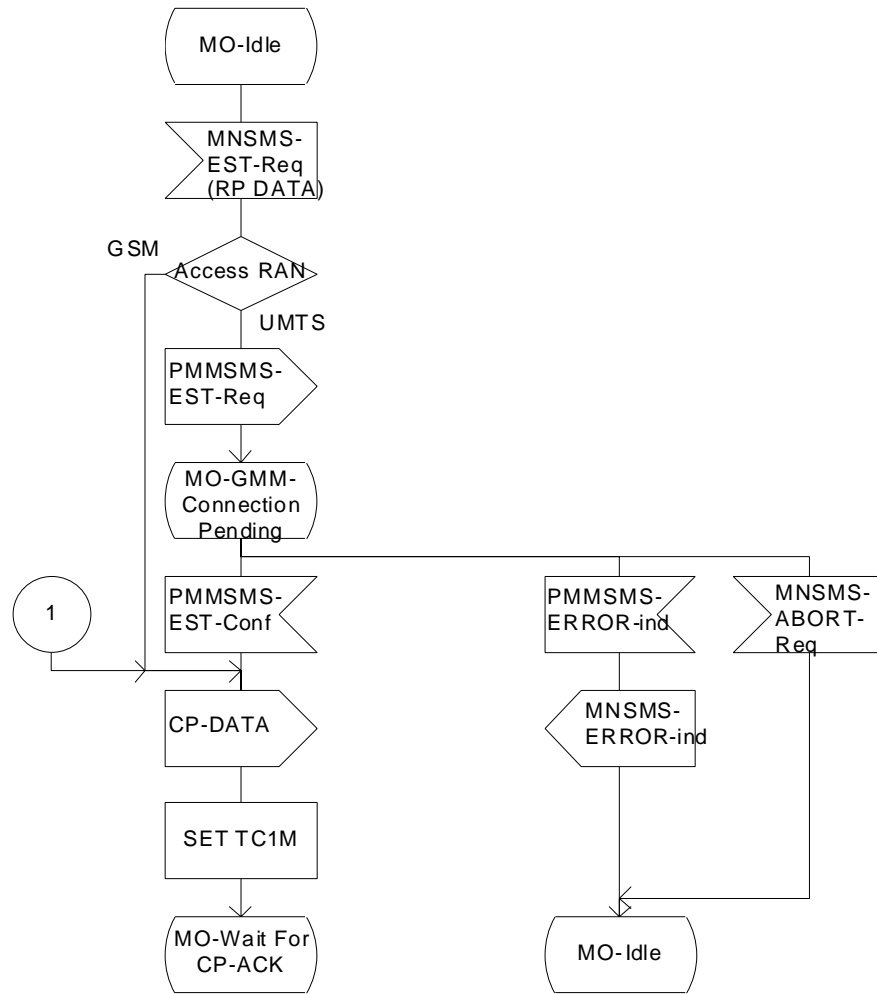 MO-Idle
MNSMS-
EST-Req
(RP DATA)
GSM
Access RAN
UMTS
PMMSMS-
EST-Req
MO-GMM-
Connection
Pending
1
PMMSMS-
EST-Conf
PMMSMS-
ERROR-ind
MNSMS-
ABORT-
Req
CP-DATA
MNSMS-
ERROR-ind
SET TC1M
MO-Wait For
CP-ACK
MO-Idle